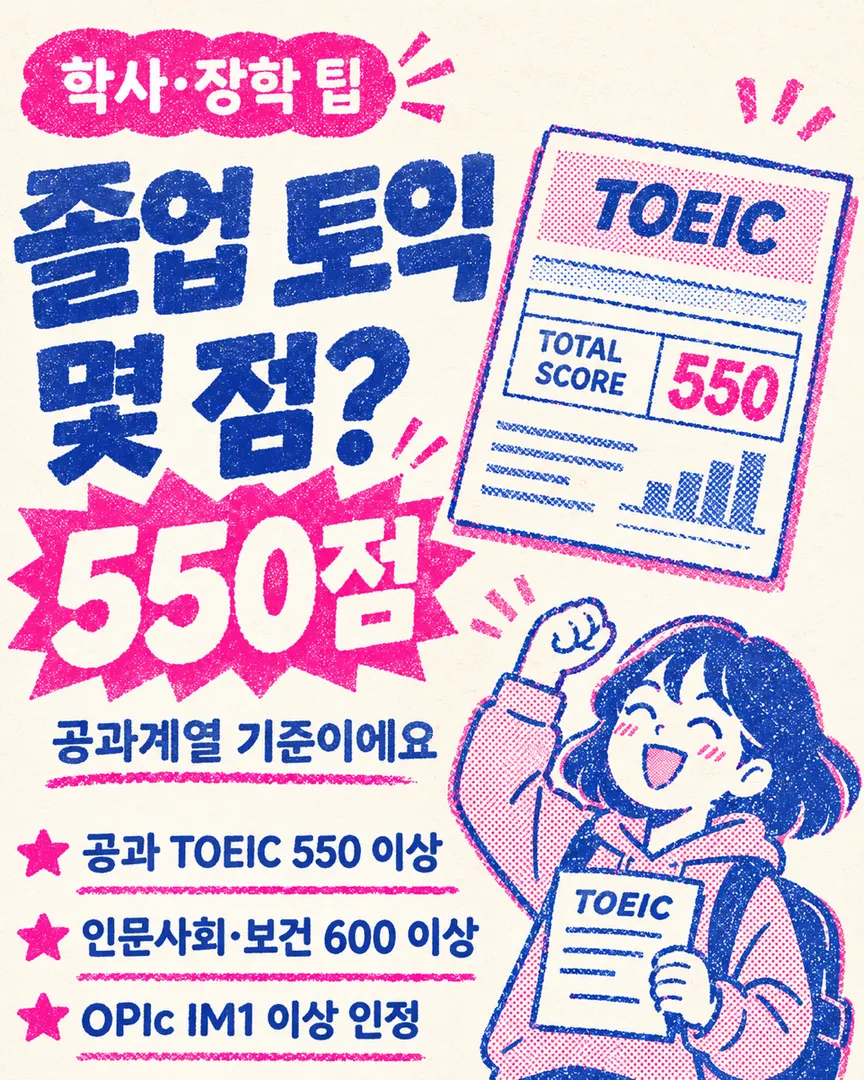 학사·장학 팁
졸업 토익
몇 점?
550점
공과계열 기준이에요
★ 공과 TOEIC 550 이상
★ 인문사회·보건 600 이상
★ OPIc IM1 이상 인정
TOEIC
TOTAL SCORE
550
TOEIC